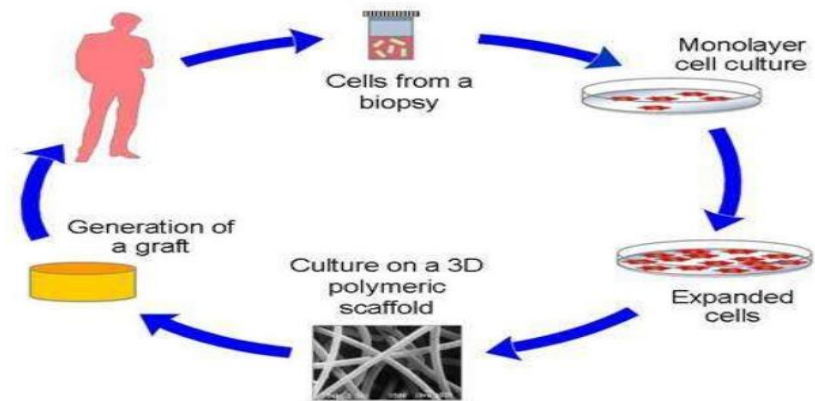 Cells from a
biopsy
Monolayer
cell culture
Expanded
cells
Culture on a 3D
polymeric
scaffold
Generation of
a graft